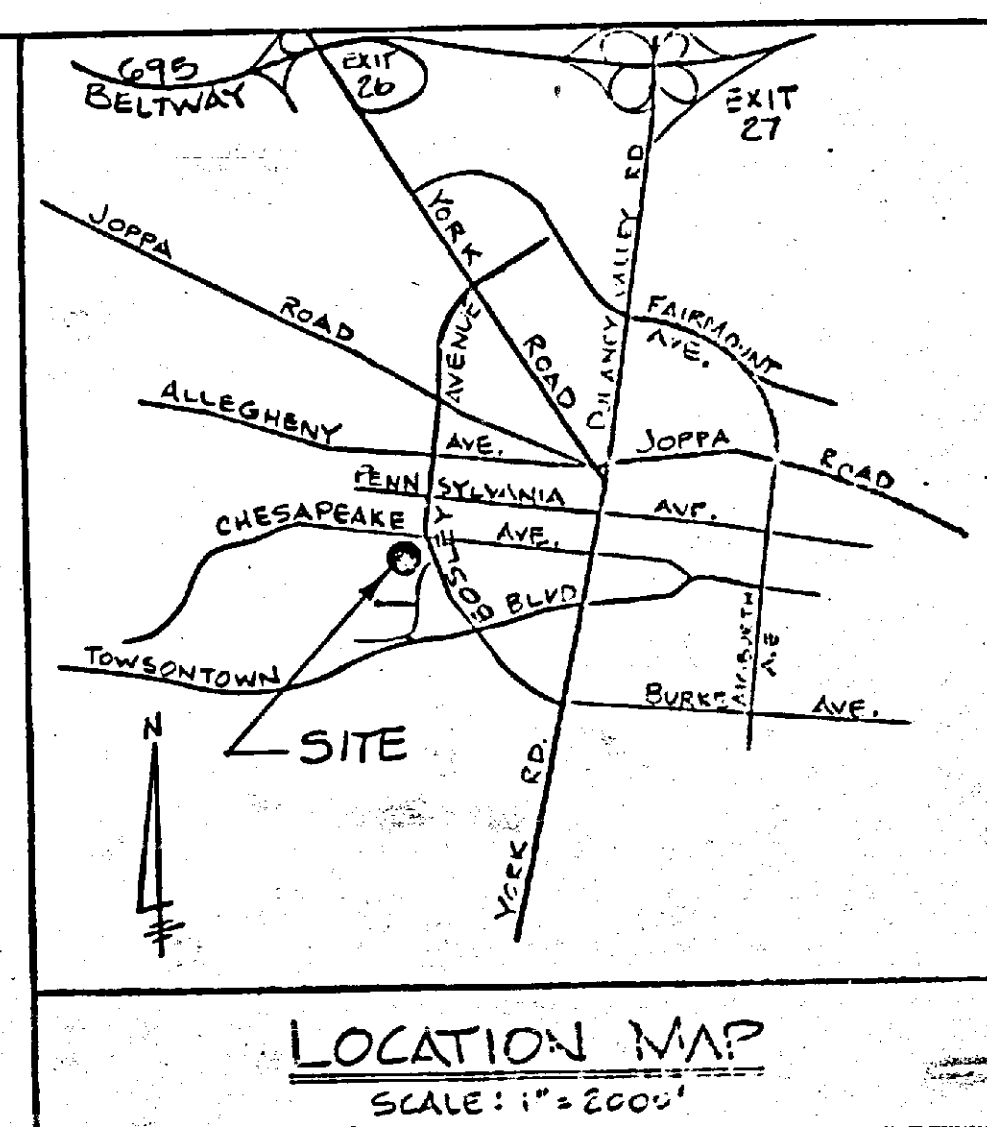 695
BELTWAY
EXIT
26
EXIT
27
JOPPA
ROAD
YORK
ROAD
VALLEY RD
FAIRMOUNT
AVE.
AVENUE
BOSLEY
ALLEGHENY
AVE.
JOPPA
ROAD
PENNSYLVANIA
AVE.
CHESAPEAKE
AVE.
BLVD
TOWSONTOWN
BURKE
AVE.
SITE
N
YORK RD.
LOCATION MAP
SCALE: 1" = 2000'